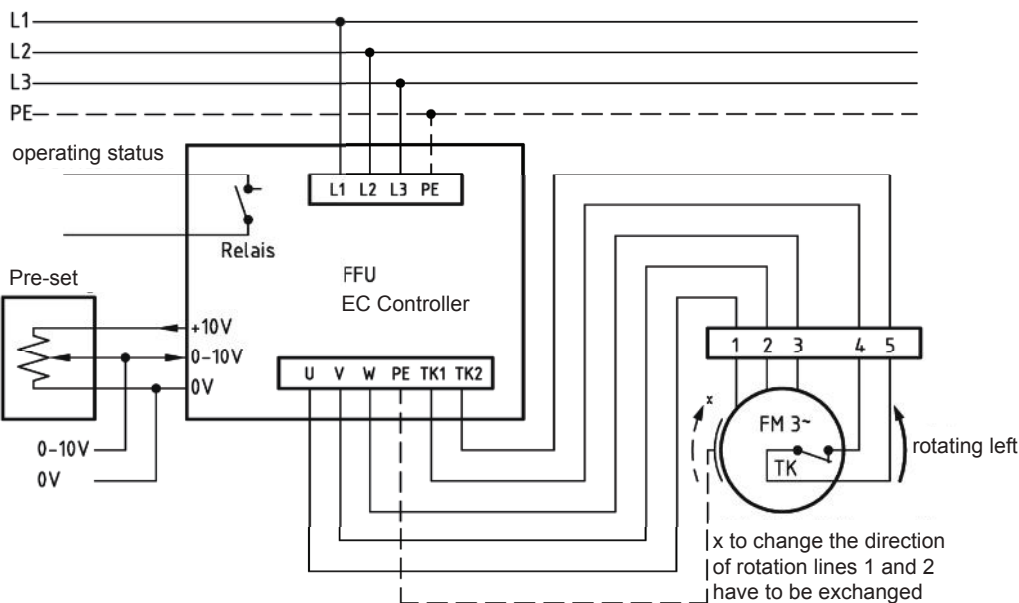 L1
L2
L3
PE
operating status
L1 L2 L3 PE
Relais
Pre-set
FFU
EC Controller
+10V
0-10V
0V
U V W PE TK1 TK2
1 2 3 4 5
x
FM 3~
TK
rotating left
0-10V
0V
x to change the direction
of rotation lines 1 and 2
have to be exchanged